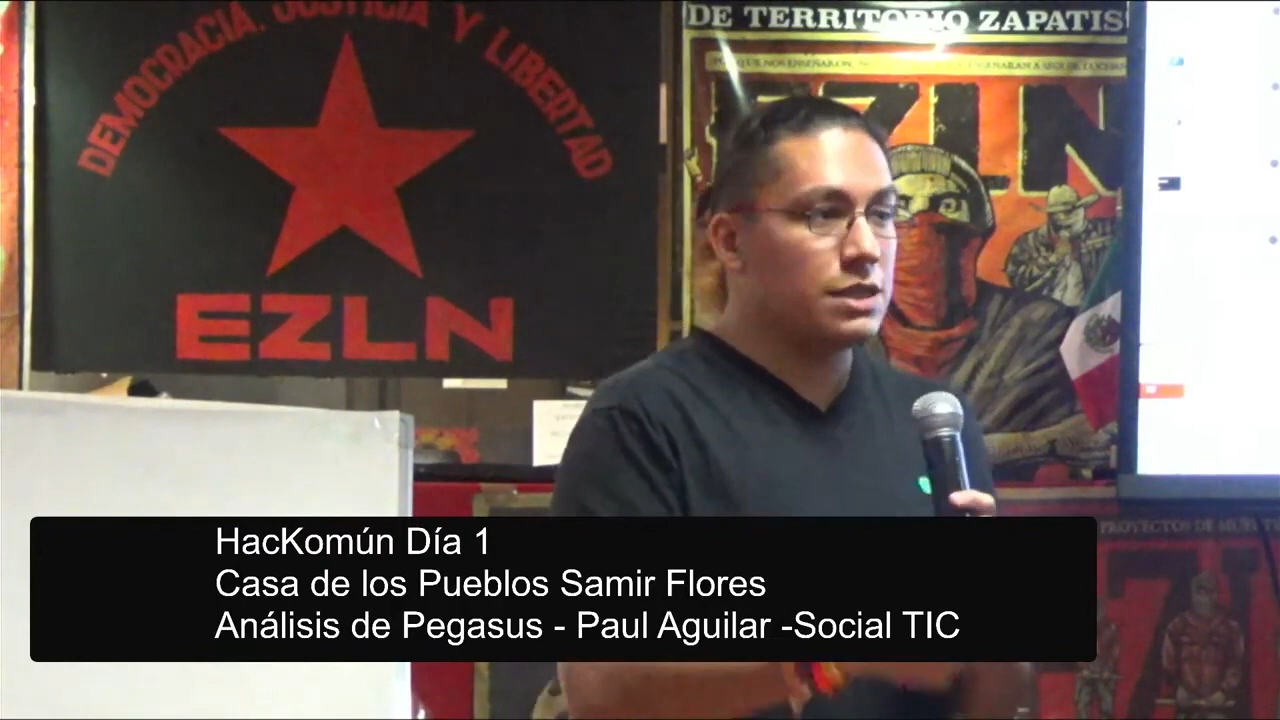 DEMOCRACIA, JUSTICIA Y LIBERTAD
EZLN
DE TERRITORIO ZAPATIS
EZLN
HacKomún Día 1
Casa de los Pueblos Samir Flores
Análisis de Pegasus - Paul Aguilar -Social TIC